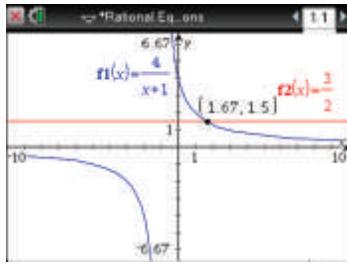 *Rational Eq...ons
1.1
6.67 y
f1(x)=4/x+1
f2(x)=3/2
(1.67,1.5)
1
-10
1
10
-6.67